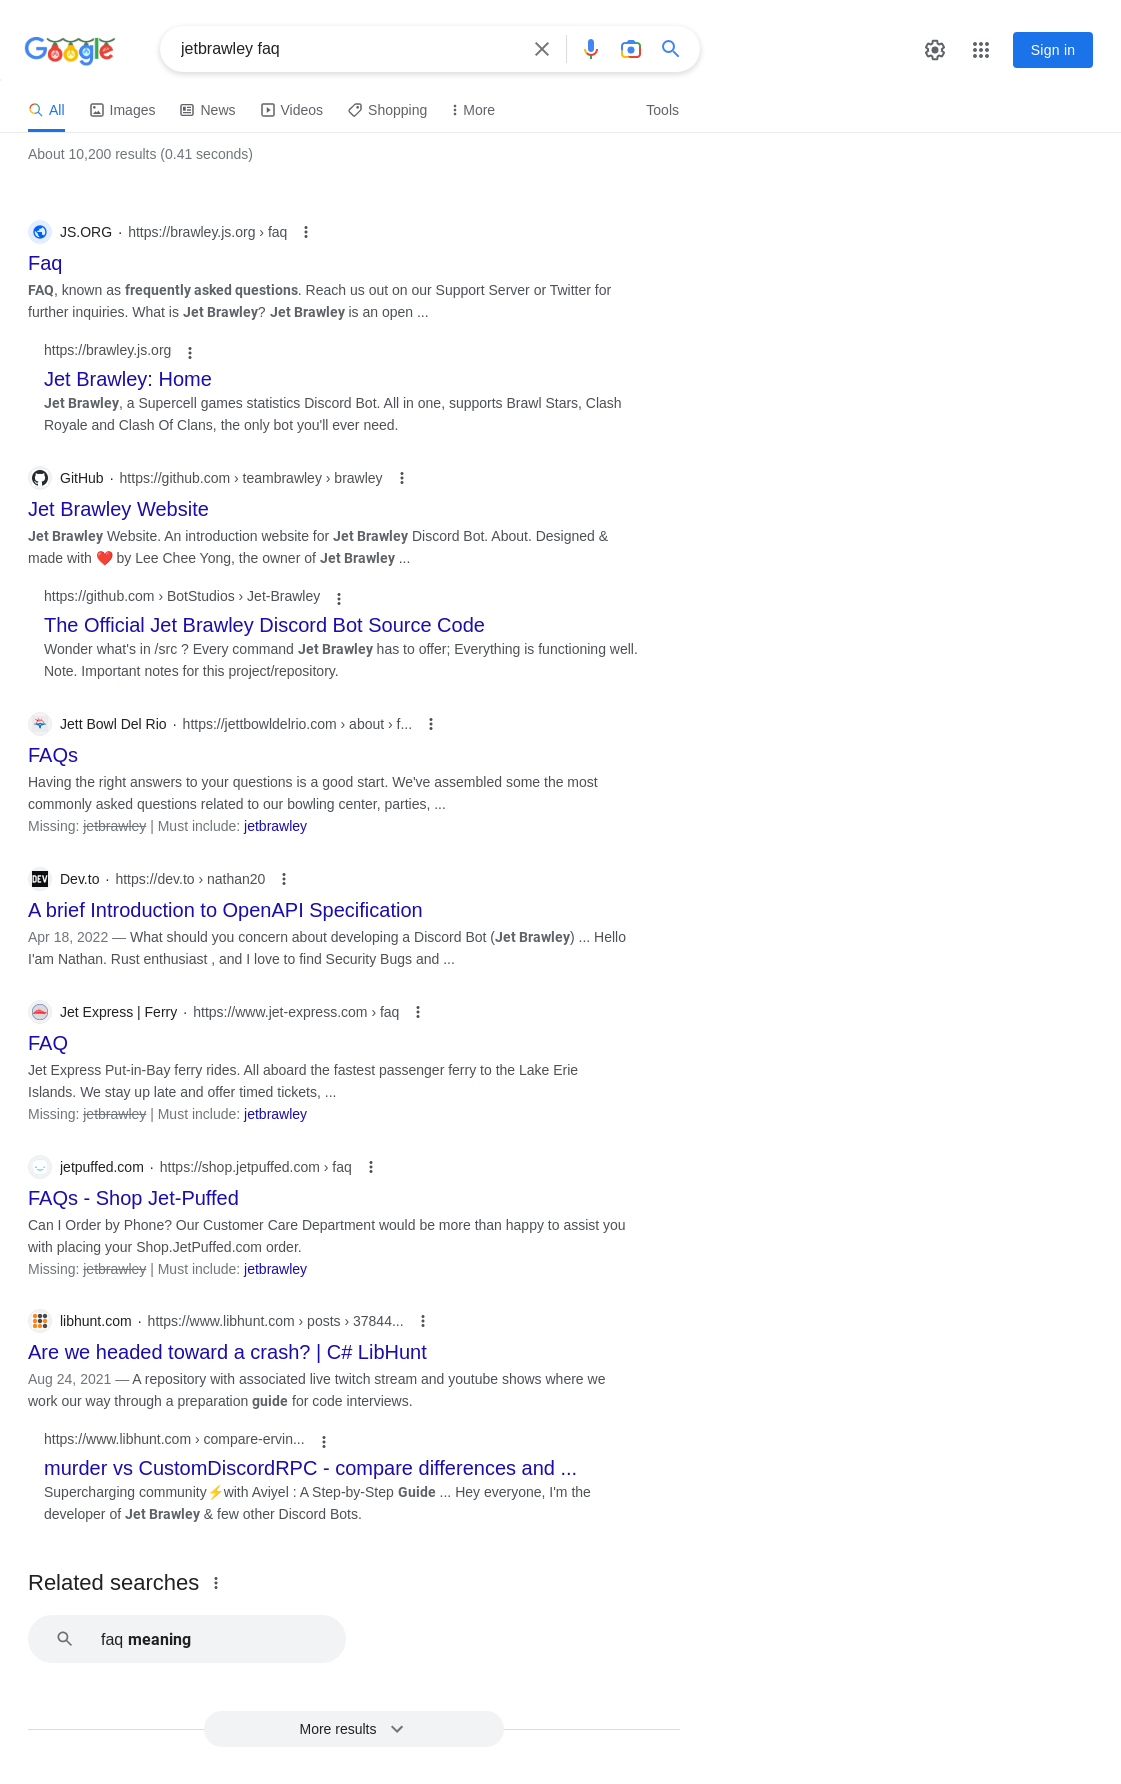 Google
jetbrawley faq
Sign in
All
Images
News
Videos
Shopping
More
Tools
About 10,200 results (0.41 seconds)
JS.ORG · https://brawley.js.org › faq
Faq
FAQ, known as frequently asked questions. Reach us out on our Support Server or Twitter for
further inquiries. What is Jet Brawley? Jet Brawley is an open ...
https://brawley.js.org
Jet Brawley: Home
Jet Brawley, a Supercell games statistics Discord Bot. All in one, supports Brawl Stars, Clash
Royale and Clash Of Clans, the only bot you'll ever need.
GitHub · https://github.com › teambrawley › brawley
Jet Brawley Website
Jet Brawley Website. An introduction website for Jet Brawley Discord Bot. About. Designed &
made with ❤️ by Lee Chee Yong, the owner of Jet Brawley ...
https://github.com › BotStudios › Jet-Brawley
The Official Jet Brawley Discord Bot Source Code
Wonder what's in /src ? Every command Jet Brawley has to offer; Everything is functioning well.
Note. Important notes for this project/repository.
Jett Bowl Del Rio · https://jettbowldelrio.com › about › f...
FAQs
Having the right answers to your questions is a good start. We've assembled some the most
commonly asked questions related to our bowling center, parties, ...
Missing: jetbrawley | Must include: jetbrawley
DEV
Dev.to · https://dev.to › nathan20
A brief Introduction to OpenAPI Specification
Apr 18, 2022 — What should you concern about developing a Discord Bot (Jet Brawley) ... Hello
I'am Nathan. Rust enthusiast , and I love to find Security Bugs and ...
Jet Express | Ferry · https://www.jet-express.com › faq
FAQ
Jet Express Put-in-Bay ferry rides. All aboard the fastest passenger ferry to the Lake Erie
Islands. We stay up late and offer timed tickets, ...
Missing: jetbrawley | Must include: jetbrawley
jetpuffed.com · https://shop.jetpuffed.com › faq
FAQs - Shop Jet-Puffed
Can I Order by Phone? Our Customer Care Department would be more than happy to assist you
with placing your Shop.JetPuffed.com order.
Missing: jetbrawley | Must include: jetbrawley
libhunt.com · https://www.libhunt.com › posts › 37844...
Are we headed toward a crash? | C# LibHunt
Aug 24, 2021 — A repository with associated live twitch stream and youtube shows where we
work our way through a preparation guide for code interviews.
https://www.libhunt.com › compare-ervin...
murder vs CustomDiscordRPC - compare differences and ...
Supercharging community⚡with Aviyel : A Step-by-Step Guide ... Hey everyone, I'm the
developer of Jet Brawley & few other Discord Bots.
Related searches
faq meaning
More results